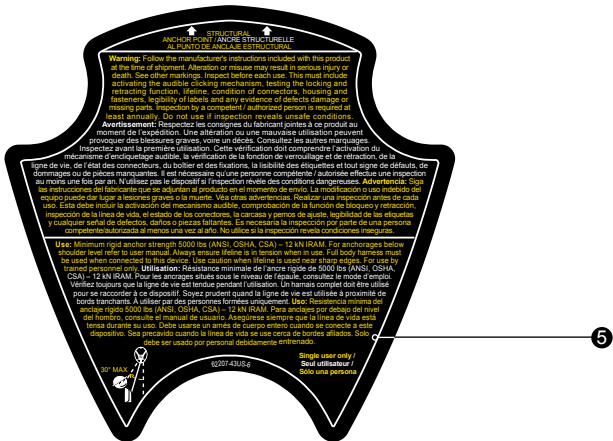 STRUCTURAL
ANCHOR POINT / ANCRE STRUCTURELLE
AL PUNTO DE ANCLAJE ESTRUCTURAL
Warning: Follow the manufacturer's instructions included with this product
at the time of shipment. Alteration or misuse may result in serious injury or
death. See other markings. Inspect before each use. This must include
activating the audible clicking mechanism, testing the locking and
retracting function, lifeline, condition of connectors, housing and
fasteners, legibility of labels and any evidence of defects damage or
missing parts. Inspection by a competent / authorized person is required at
least annually. Do not use if inspection reveals unsafe conditions.
Avertissement: Respectez les consignes du fabricant jointes à ce produit au
moment de l'expédition. Une altération ou une mauvaise utilisation peuvent
provoquer des blessures graves, voire un décès. Consultez les autres marquages.
Inspectez avant la première utilisation. Cette vérification doit comprendre l'activation du
mécanisme d'encliquetage audible, la vérification de la fonction de verrouillage et de rétraction, de la
ligne de vie, de l'état des connecteurs, du boîtier et des fixations, la lisibilité des étiquettes et tout signe de défauts, de
dommages ou de pièces manquantes. Il est nécessaire qu'une personne compétente / autorisée effectue une inspection
au moins une fois par an. N'utilisez pas le dispositif si l'inspection révèle des conditions dangereuses. Advertencia: Siga
las instrucciones del fabricante que se adjuntan al producto en el momento de envío. La modificación o uso indebido del
equipo puede dar lugar a lesiones graves o la muerte. Véa otras advertencias. Realizar una inspección antes de cada
uso. Esta debe incluir la activación del mecanismo audible, comprobación de la función de bloqueo y retracción,
inspección de la línea de vida, el estado de los conectores, la carcasa y pernos de ajuste, legibilidad de las etiquetas
y cualquier señal de defectos, daños o piezas faltantes. Es necesaria la inspección por parte de una persona
competente/autorizada al menos una vez al año. No utilice si la inspección revela condiciones inseguras.
Use: Minimum rigid anchor strength 5000 lbs (ANSI, OSHA, CSA) – 12 kN IRAM. For anchorages below
shoulder level refer to user manual. Always ensure lifeline is in tension when in use. Full body harness must
be used when connected to this device. Use caution when lifeline is used near sharp edges. For use by
trained personnel only. Utilisation: Résistance minimale de l'ancre rigide de 5000 lbs (ANSI, OSHA,
CSA) – 12 kN IRAM. Pour les ancrages situés sous le niveau de l'épaule, consultez le mode d'emploi.
Vérifiez toujours que la ligne de vie est tendue pendant l'utilisation. Un harnais complet doit être utilisé
pour se raccorder à ce dispositif. Soyez prudent quand la ligne de vie est utilisée à proximité de
bords tranchants. À utiliser par des personnes formées uniquement. Uso: Resistencia mínima del
anclaje rígido 5000 lbs (ANSI, OSHA, CSA) – 12 kN IRAM. Para anclajes por debajo del nivel
del hombro, consulte el manual de usuario. Asegúrese siempre que la línea de vida está
tensa durante su uso. Debe usarse un arnés de cuerpo entero cuando se conecte a este
dispositivo. Sea precavido cuando la línea de vida se use cerca de bordes afilados. Solo
debe ser usado por personal debidamente entrenado.
30° MAX
62207-43US-6
Single user only /
Seul utilisateur /
Sólo una persona
5